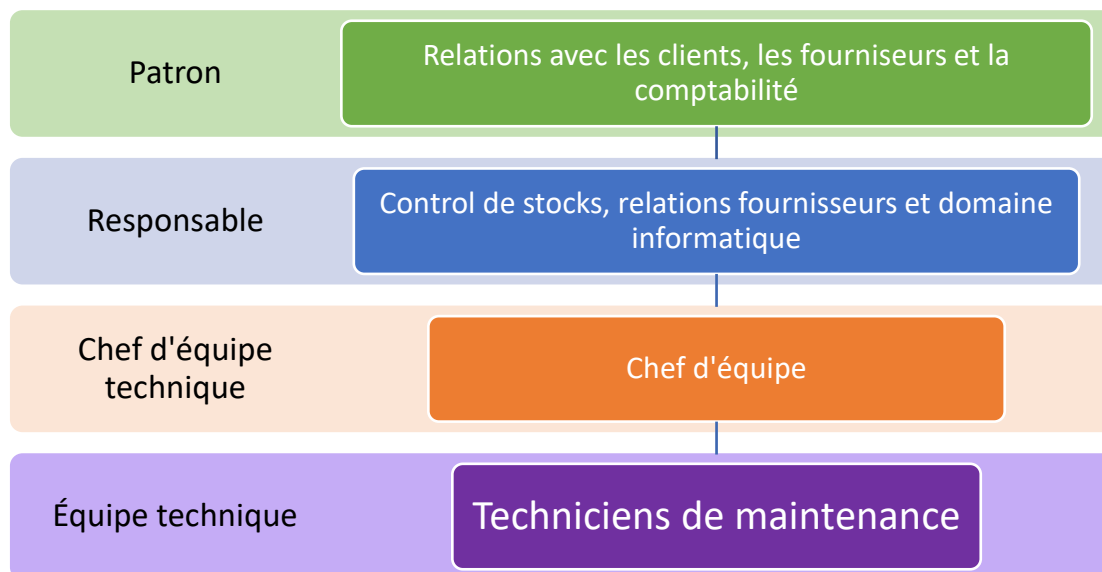 Patron
Relations avec les clients, les fourniseurs et la
comptabilité
Responsable
Control de stocks, relations fournisseurs et domaine
informatique
Chef d'équipe
technique
Chef d'équipe
Équipe technique
Techniciens de maintenance